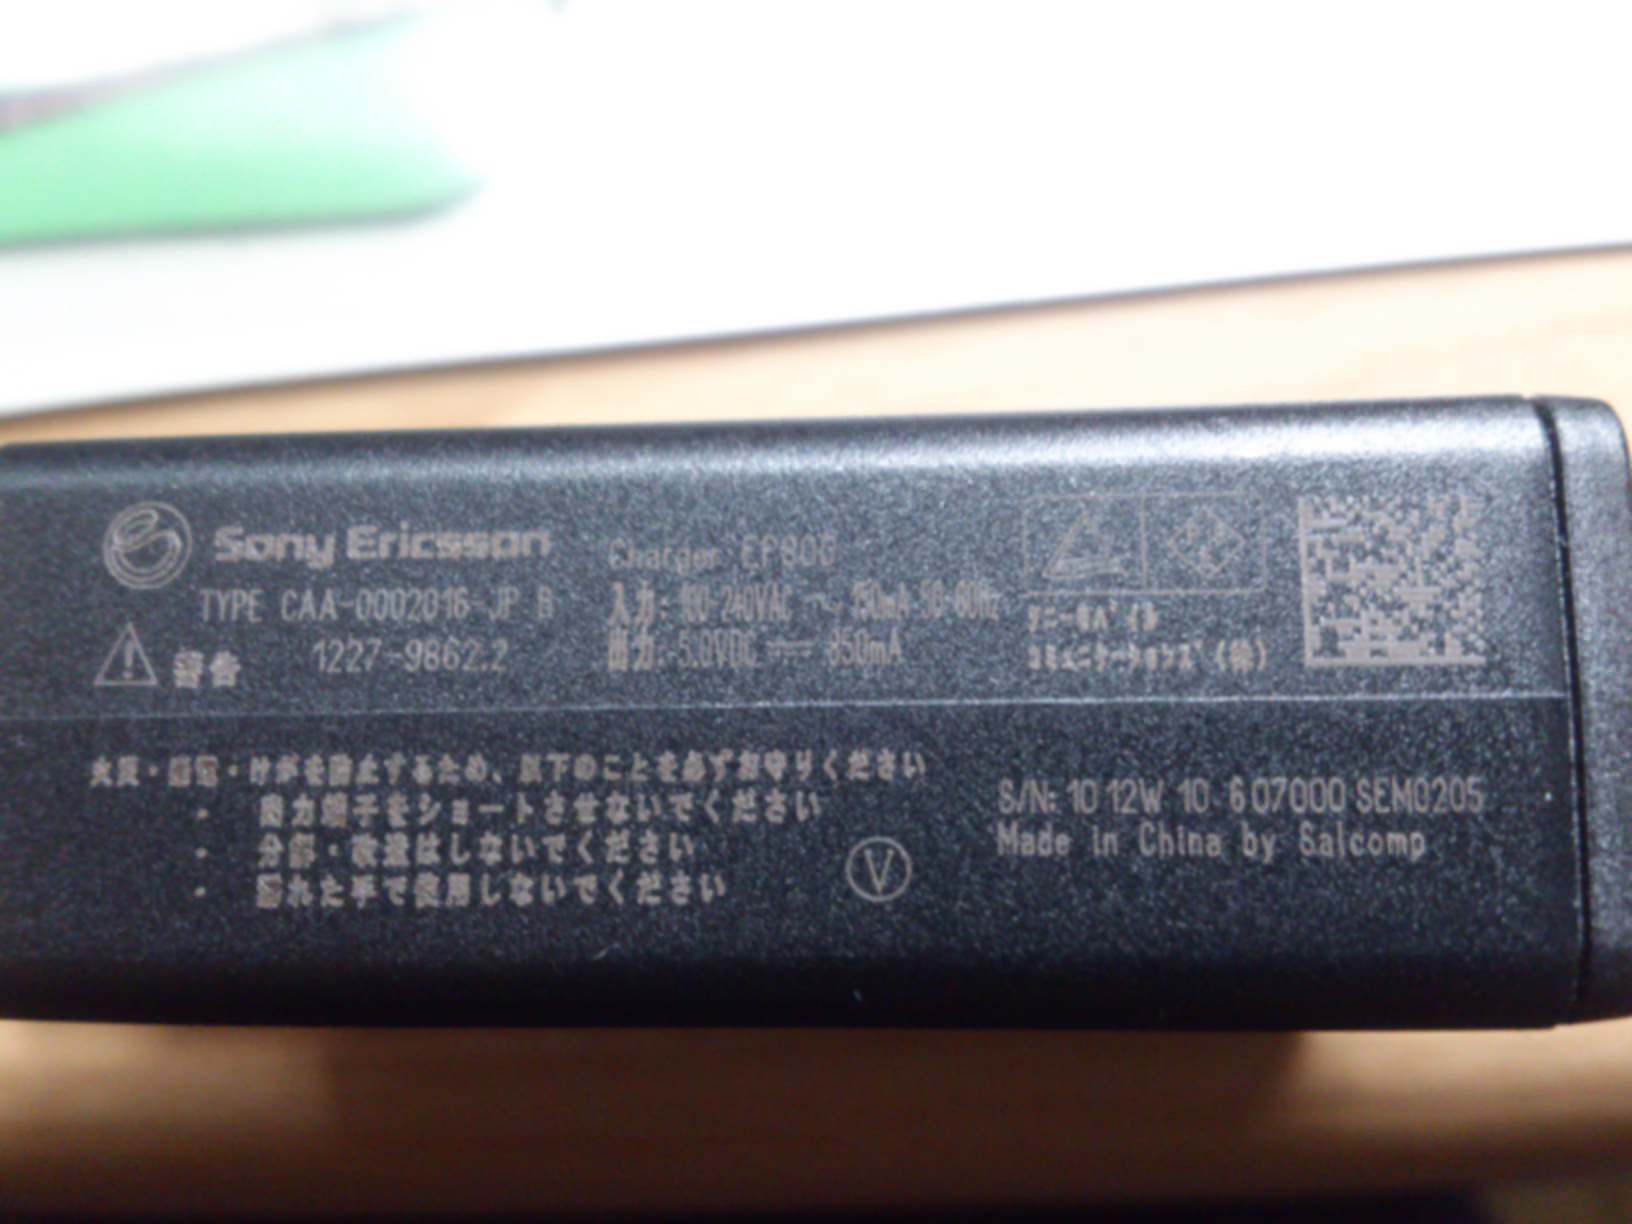 Sony Ericsson
TYPE CAA-0002016-JP R
警告 1227-9862.2
Charger EP800
入力: 100-240VAC ~ 150mA 50-60Hz
出力: 5.0VDC 850mA
ソニーモバイル
コミュニケーションズ(株)
火災・感電・けがを防止するため、以下のことを必ずお守りください
・ 出力端子をショートさせないでください
・ 分解・改造はしないでください
・ 濡れた手で使用しないでください
V
S/N: 10 12W 10 6 07000 SEM0205
Made in China by Salcomp